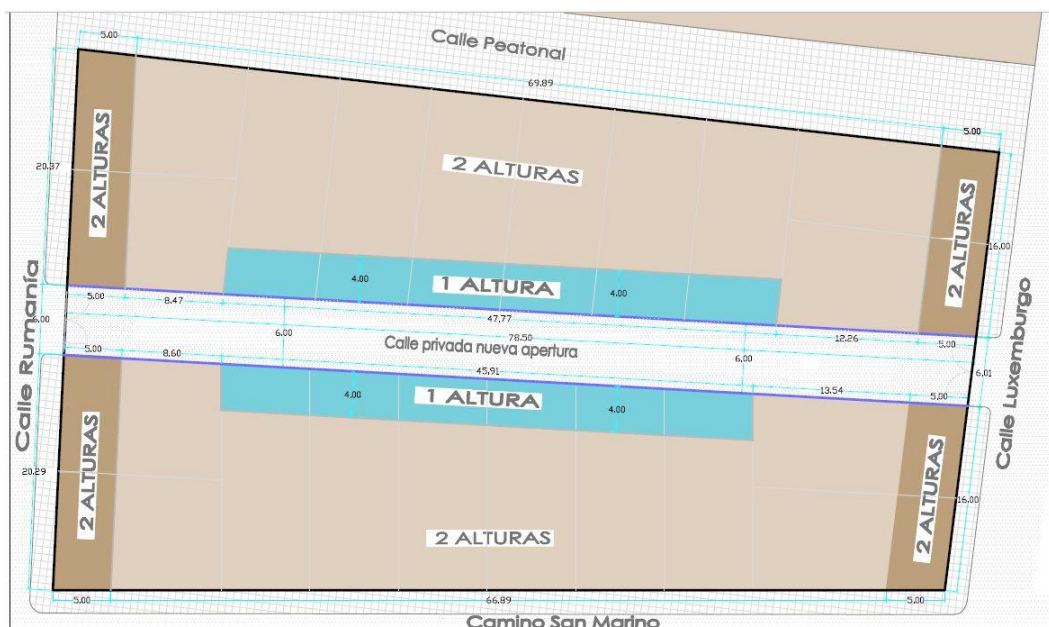 5.00
Calle Peatonal
69.89
5.00
2 ALTURAS
20.37
2 ALTURAS
2 ALTURAS
16.00
4.00
1 ALTURA
4.00
5.00
8.47
47.77
78.50
12.26
5.00
Calle Rumanía
6.00
6.00
Calle privada nueva apertura
6.00
6.01
Calle Luxemburgo
5.00
8.60
45.91
13.54
5.00
4.00
1 ALTURA
4.00
20.29
2 ALTURAS
2 ALTURAS
2 ALTURAS
16.00
5.00
66.89
5.00
Camino San Marino